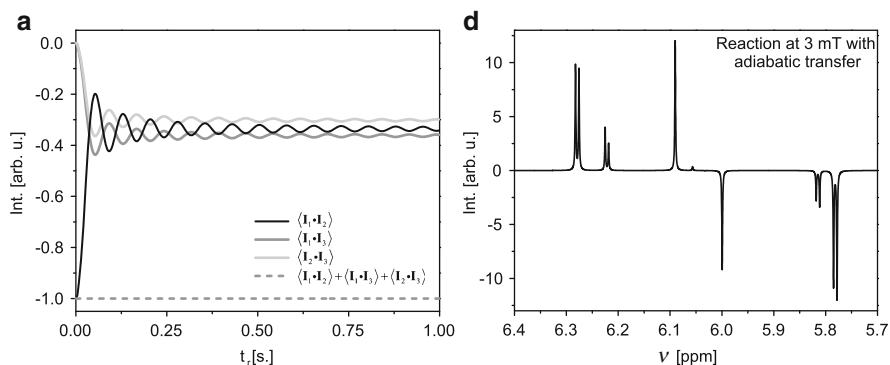 a
0.0
-0.2
-0.4
-0.6
-0.8
-1.0
Int. [arb. u.]
⟨I₁•I₂⟩
⟨I₁•I₃⟩
⟨I₂•I₃⟩
⟨I₁•I₂⟩+⟨I₁•I₃⟩+⟨I₂•I₃⟩
0.00 0.25 0.50 0.75 1.00
tᵣ[s.]
d
Reaction at 3 mT with
adiabatic transfer
10
5
0
-5
-10
Int. [arb. u.]
6.4 6.3 6.2 6.1 6.0 5.9 5.8 5.7
ν [ppm]